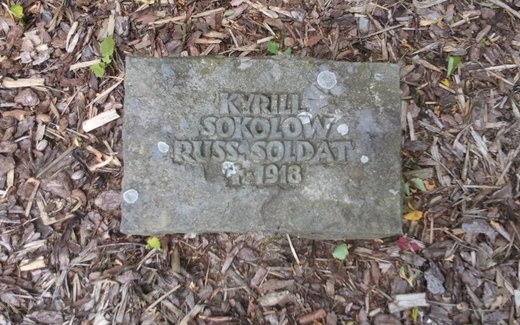 KYRILL
SOKOLOW
RUSS. SOLDAT
† 1918